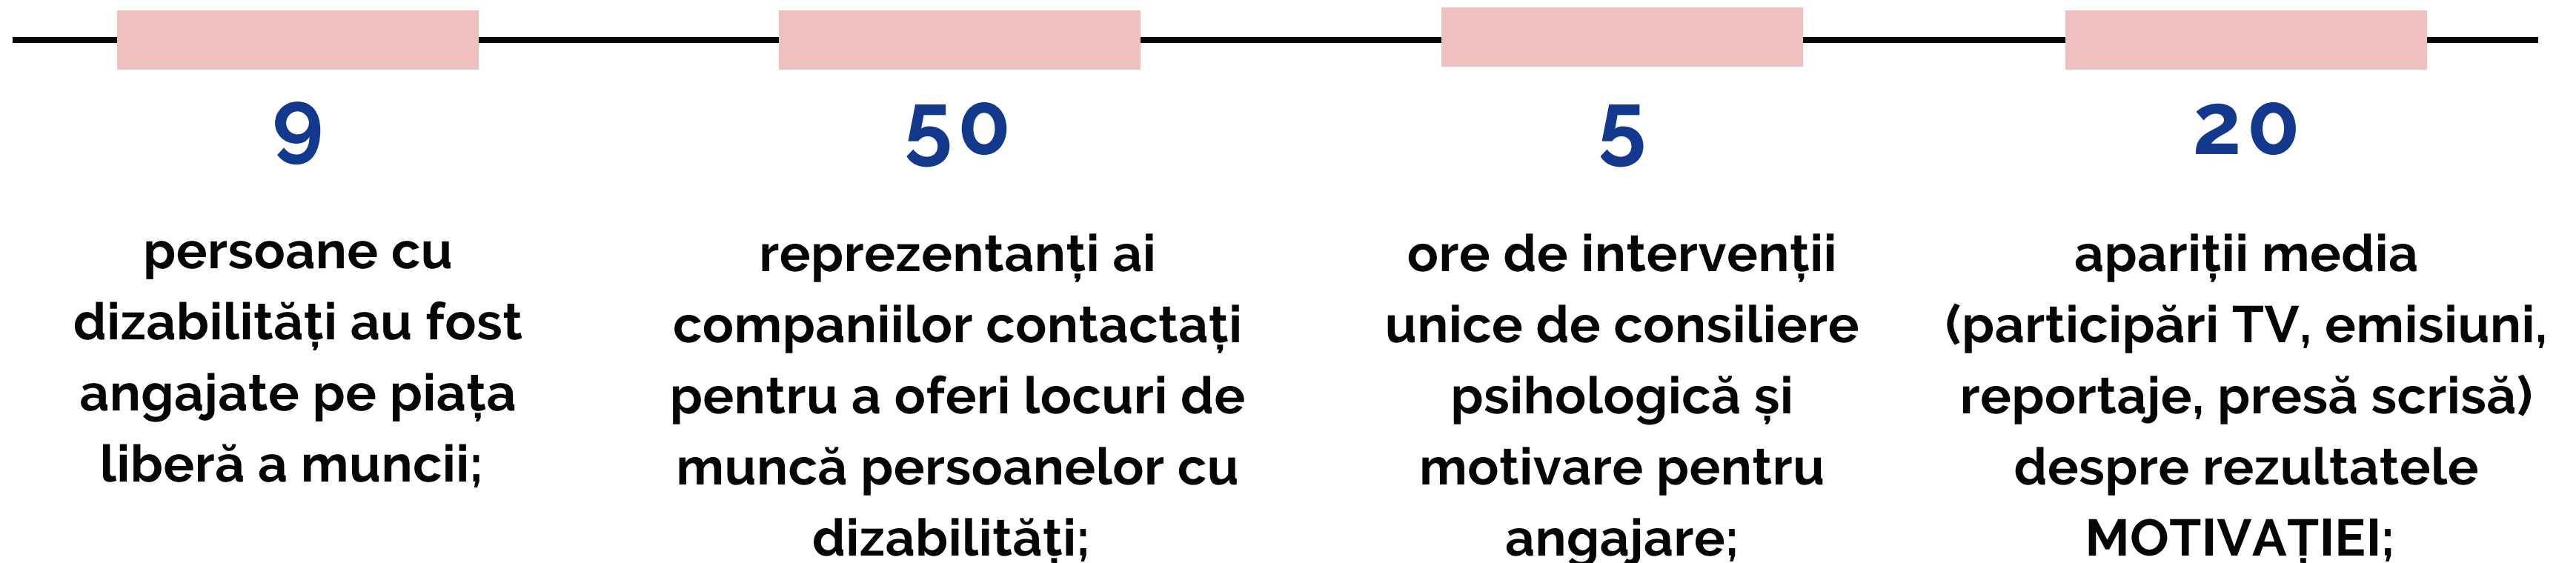 9
persoane cu
dizabilități au fost
angajate pe piața
liberă a muncii;
50
reprezentanți ai
companiilor contactați
pentru a oferi locuri de
muncă persoanelor cu
dizabilități;
5
ore de intervenții
unice de consiliere
psihologică și
motivare pentru
angajare;
20
apariții media
(participări TV, emisiuni,
reportaje, presă scrisă)
despre rezultatele
MOTIVAȚIEI;